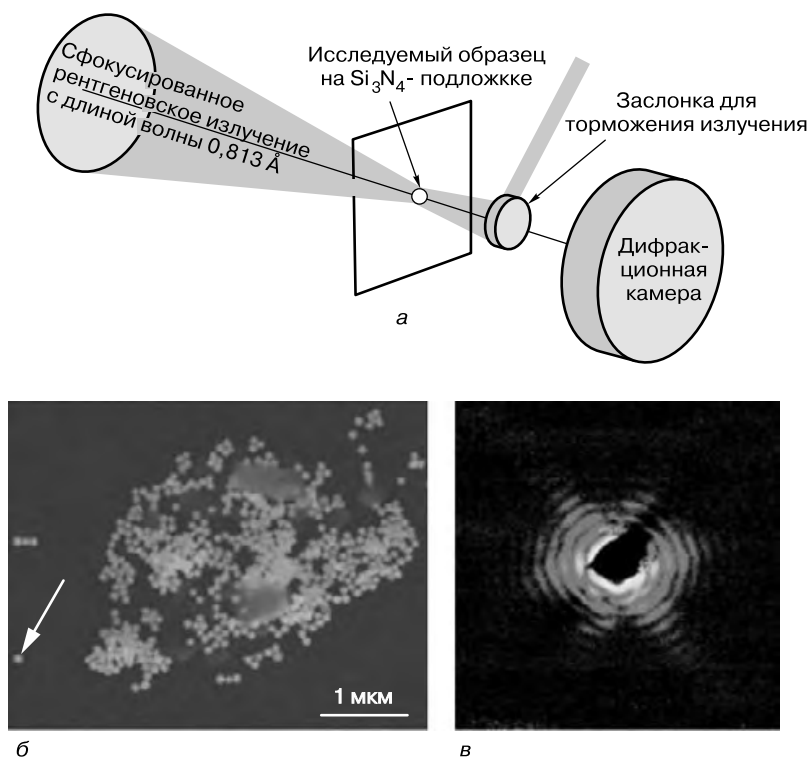 Сфокусированное
рентгеновское излучение
с длиной волны 0,813 Å
Исследуемый образец
на Si₃N₄- подложкке
Заслонка для
торможения излучения
Дифрак-
ционная
камера
а
1 мкм
б
в